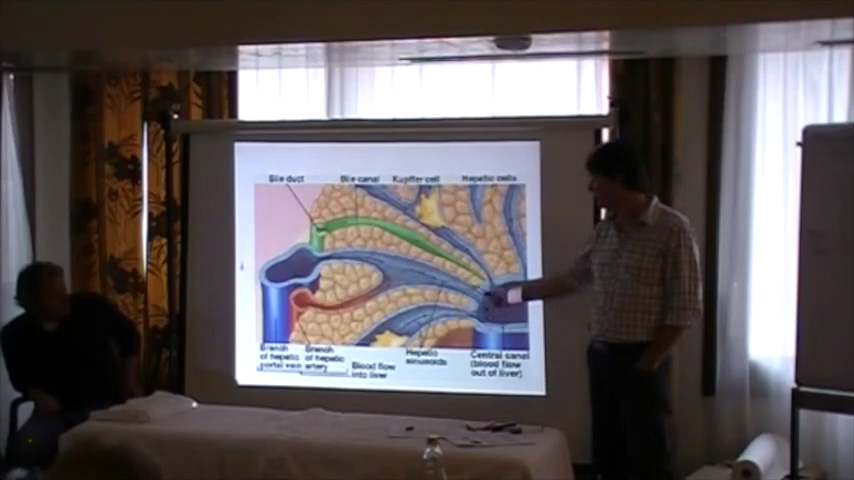 Bile duct Bile canal Kupffer cell Hepatic cells
Branch of hepatic portal vein
Branch of hepatic artery
Blood flow into liver
Hepatic sinusoids
Central canal (blood flow out of liver)